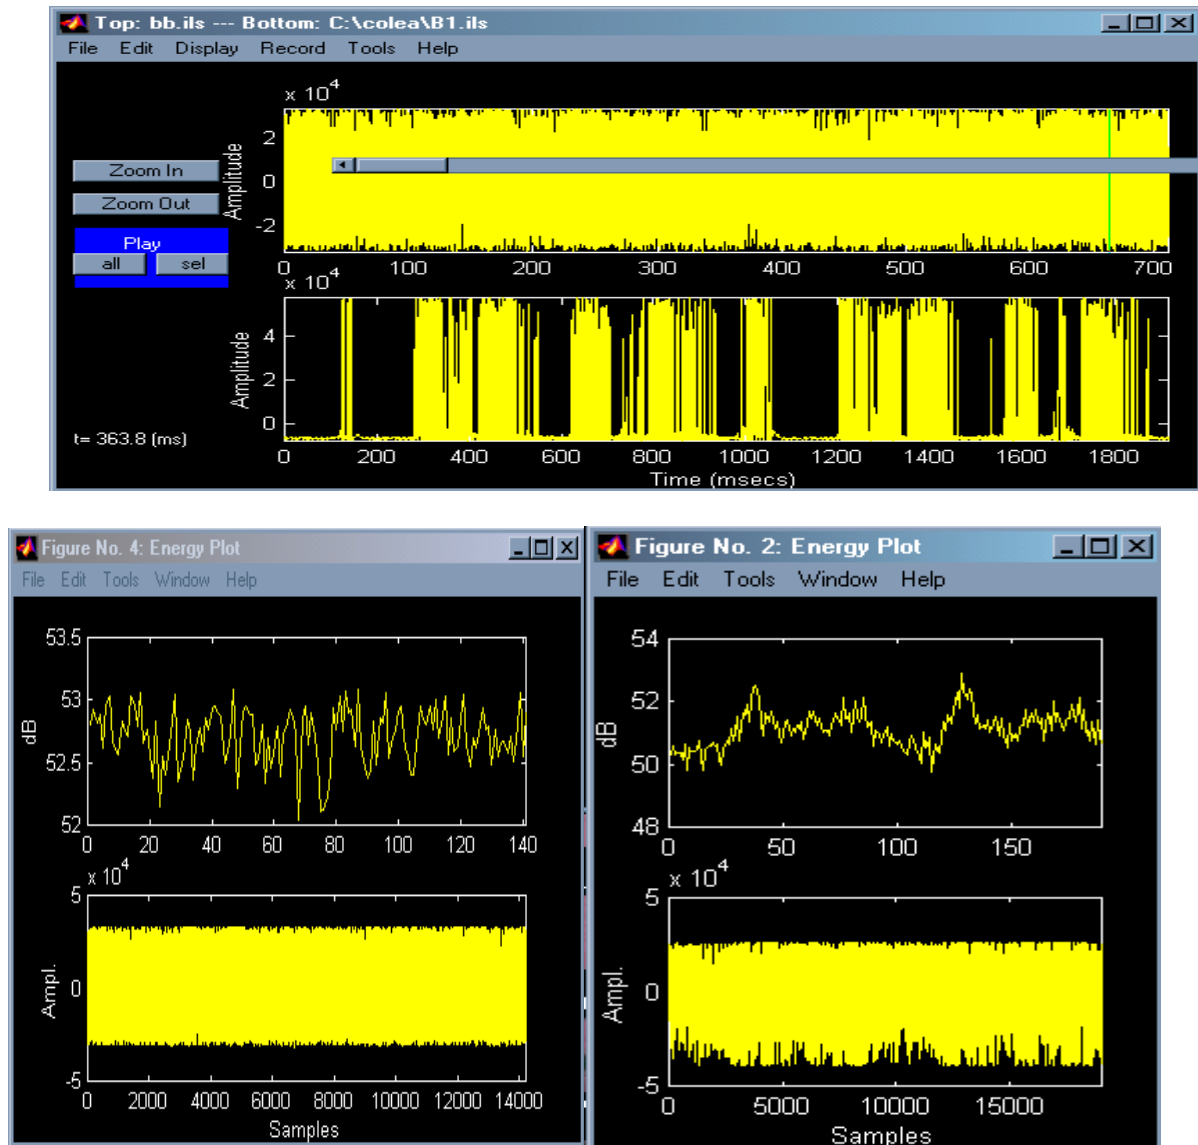 Top: bb.ils --- Bottom: C:\colea\B1.ils
File Edit Display Record Tools Help
x 10^4
2
0
-2
Amplitude
0 100 200 300 400 500 600 700
Zoom In
Zoom Out
Play
all sel
x 10^4
4
2
0
Amplitude
0 200 400 600 800 1000 1200 1400 1600 1800
Time (msecs)
t= 363.8 (ms)
Figure No. 4: Energy Plot
File Edit Tools Window Help
53.5
53
52.5
52
dB
0 20 40 60 80 100 120 140
x 10^4
5
0
-5
Ampl.
0 2000 4000 6000 8000 10000 12000 14000
Samples
Figure No. 2: Energy Plot
File Edit Tools Window Help
54
52
50
48
dB
0 50 100 150
x 10^4
5
0
-5
Ampl.
0 5000 10000 15000
Samples